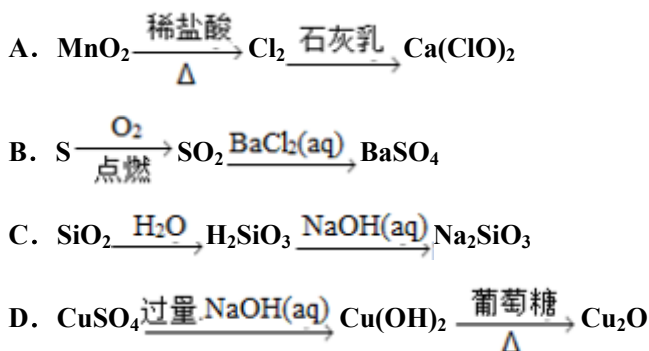 A．MnO₂ 稀盐酸 Δ Cl₂ 石灰乳 Ca(ClO)₂
B．S O₂ 点燃 SO₂ BaCl₂(aq) BaSO₄
C．SiO₂ H₂O H₂SiO₃ NaOH(aq) Na₂SiO₃
D．CuSO₄ 过量.NaOH(aq) Cu(OH)₂ 葡萄糖 Δ Cu₂O